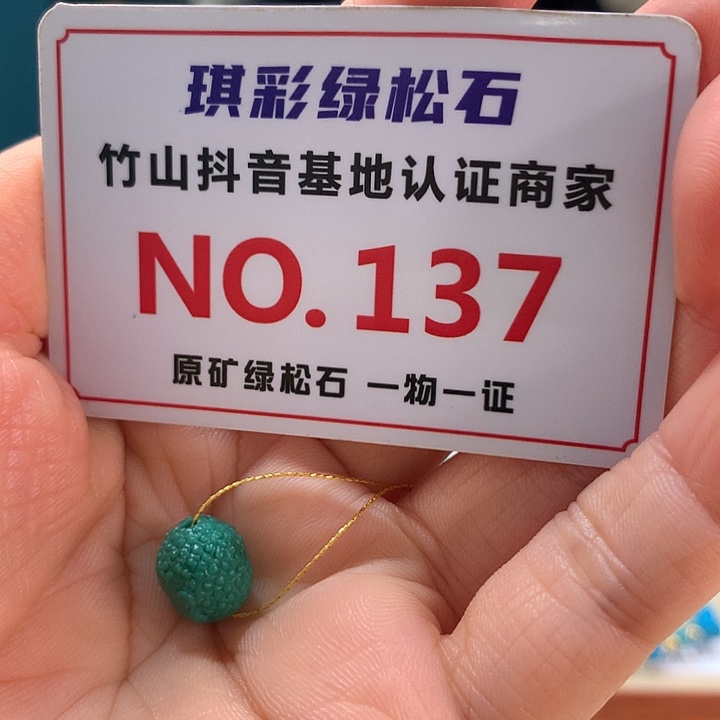 琪彩绿松石
竹山抖音基地认证商家
NO.137
原矿绿松石 一物一证